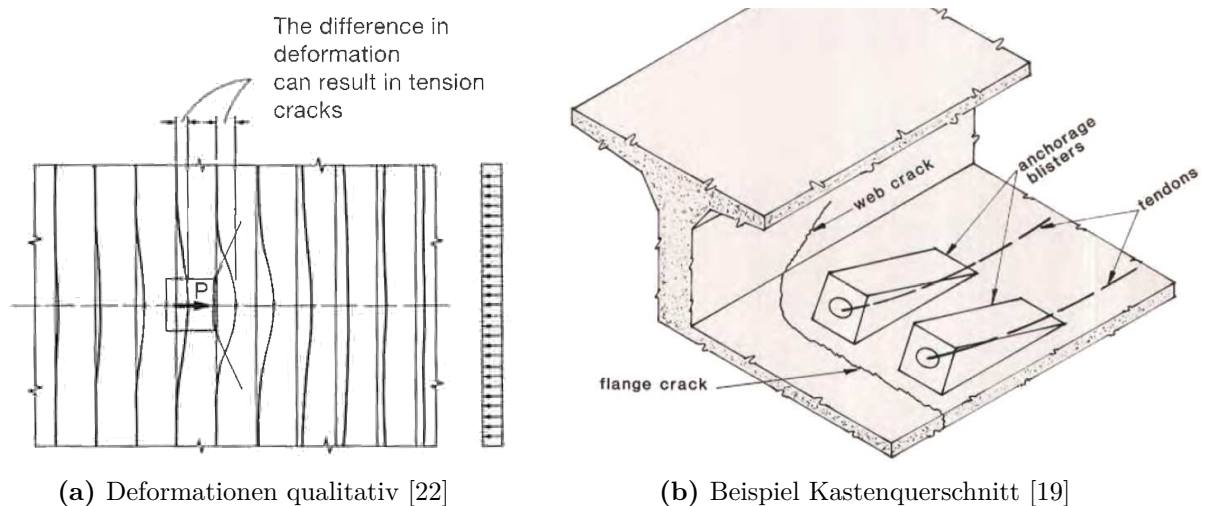 The difference in
deformation
can result in tension
cracks
P
anchorage
blisters
web crack
tendons
flange crack
(a) Deformationen qualitativ [22]
(b) Beispiel Kastenquerschnitt [19]